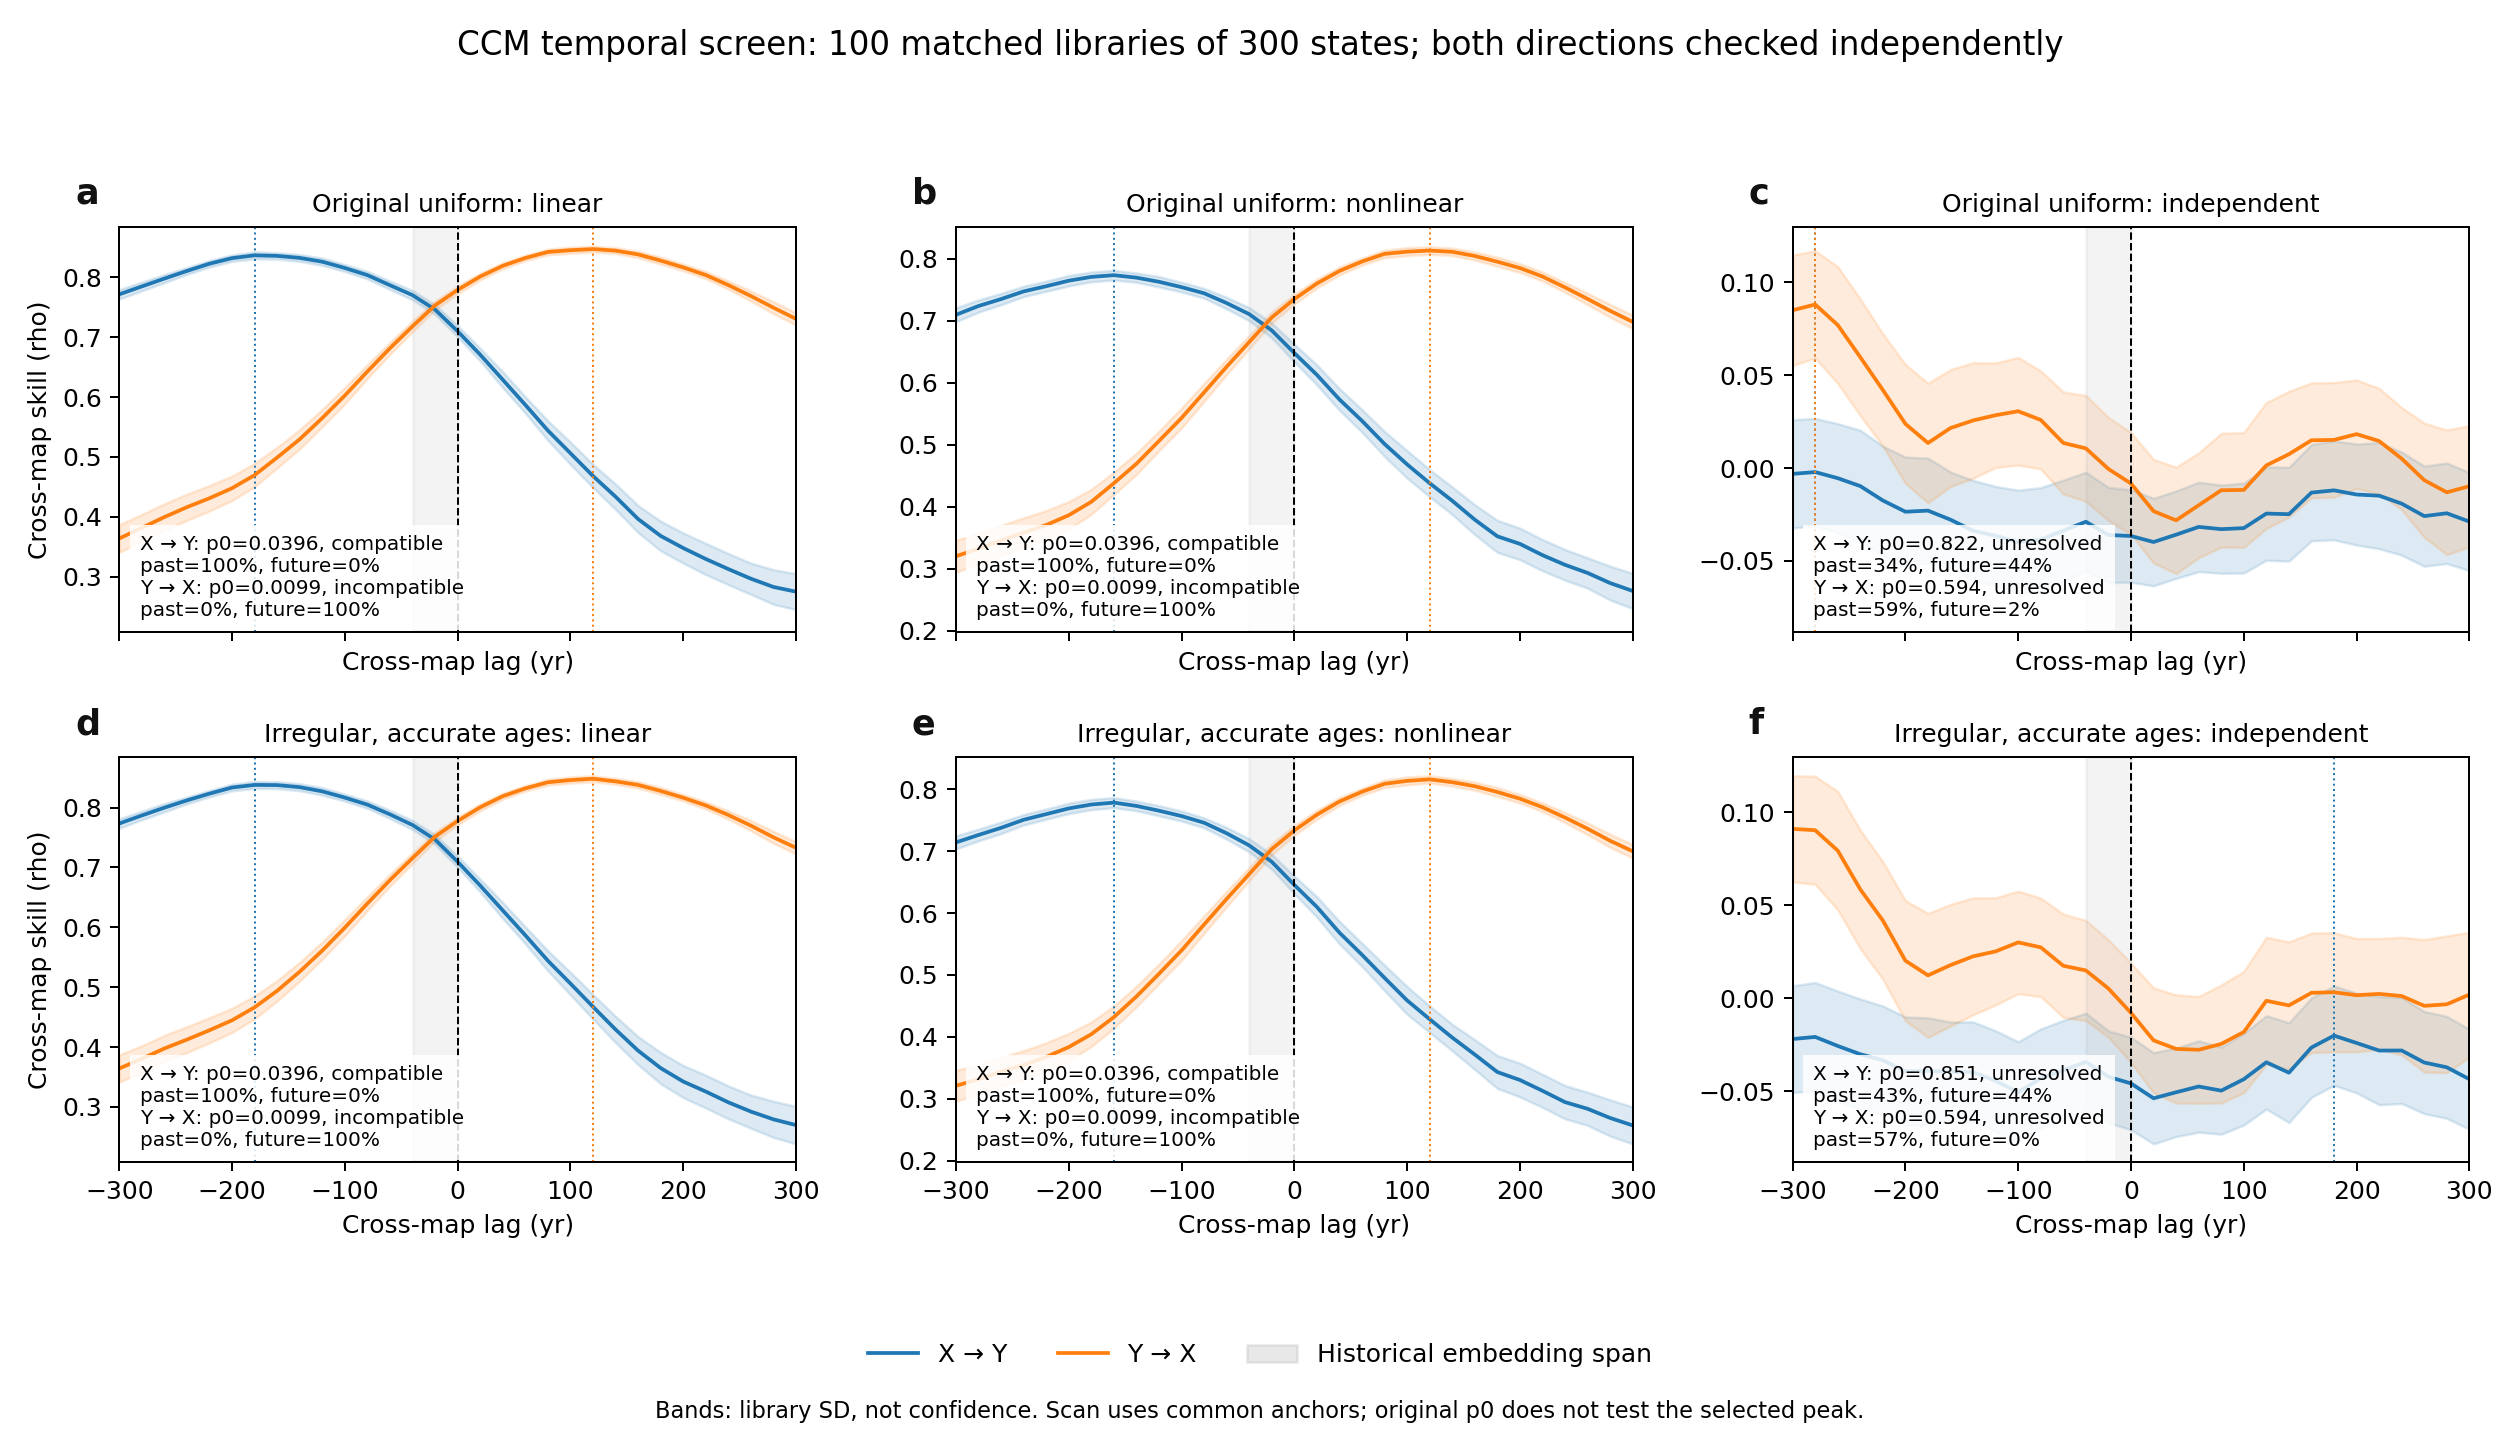 CCM temporal screen: 100 matched libraries of 300 states; both directions checked independently
a
Original uniform: linear
Cross-map skill (rho)
0.8
0.7
0.6
0.5
0.4
0.3
X → Y: p0=0.0396, compatible
past=100%, future=0%
Y → X: p0=0.0099, incompatible
past=0%, future=100%
Cross-map lag (yr)
b
Original uniform: nonlinear
0.8
0.7
0.6
0.5
0.4
0.3
0.2
X → Y: p0=0.0396, compatible
past=100%, future=0%
Y → X: p0=0.0099, incompatible
past=0%, future=100%
Cross-map lag (yr)
c
Original uniform: independent
0.10
0.05
0.00
−0.05
X → Y: p0=0.822, unresolved
past=34%, future=44%
Y → X: p0=0.594, unresolved
past=59%, future=2%
Cross-map lag (yr)
d
Irregular, accurate ages: linear
Cross-map skill (rho)
0.8
0.7
0.6
0.5
0.4
0.3
X → Y: p0=0.0396, compatible
past=100%, future=0%
Y → X: p0=0.0099, incompatible
past=0%, future=100%
−300 −200 −100 0 100 200 300
Cross-map lag (yr)
e
Irregular, accurate ages: nonlinear
0.8
0.7
0.6
0.5
0.4
0.3
0.2
X → Y: p0=0.0396, compatible
past=100%, future=0%
Y → X: p0=0.0099, incompatible
past=0%, future=100%
−300 −200 −100 0 100 200 300
Cross-map lag (yr)
f
Irregular, accurate ages: independent
0.10
0.05
0.00
−0.05
X → Y: p0=0.851, unresolved
past=43%, future=44%
Y → X: p0=0.594, unresolved
past=57%, future=0%
−300 −200 −100 0 100 200 300
Cross-map lag (yr)
X → Y
Y → X
Historical embedding span
Bands: library SD, not confidence. Scan uses common anchors; original p0 does not test the selected peak.